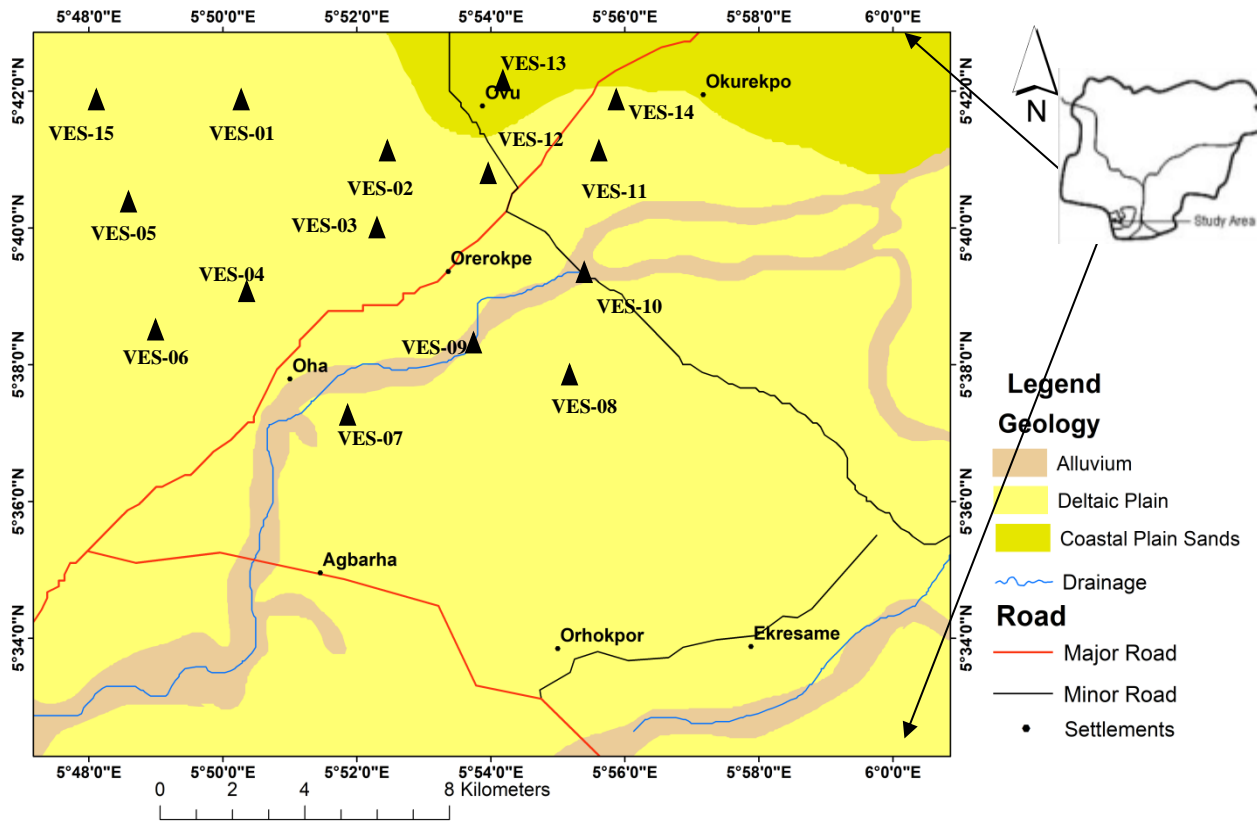 5°48'0"E 5°50'0"E 5°52'0"E 5°54'0"E 5°56'0"E 5°58'0"E 6°0'0"E
5°42'0"N
5°40'0"N
5°38'0"N
5°36'0"N
5°34'0"N
VES-13
Ovu
Okurekpo
VES-15
VES-01
VES-12
VES-14
VES-02
VES-11
VES-05
VES-03
Orerokpe
VES-04
VES-10
VES-06
VES-09
Oha
VES-08
VES-07
Agbarha
Orhokpor
Ekresame
5°42'0"N
5°40'0"N
5°38'0"N
5°36'0"N
5°34'0"N
5°48'0"E 5°50'0"E 5°52'0"E 5°54'0"E 5°56'0"E 5°58'0"E 6°0'0"E
0 2 4 8 Kilometers
N
Study Area
Legend
Geology
Alluvium
Deltaic Plain
Coastal Plain Sands
Drainage
Road
Major Road
Minor Road
Settlements